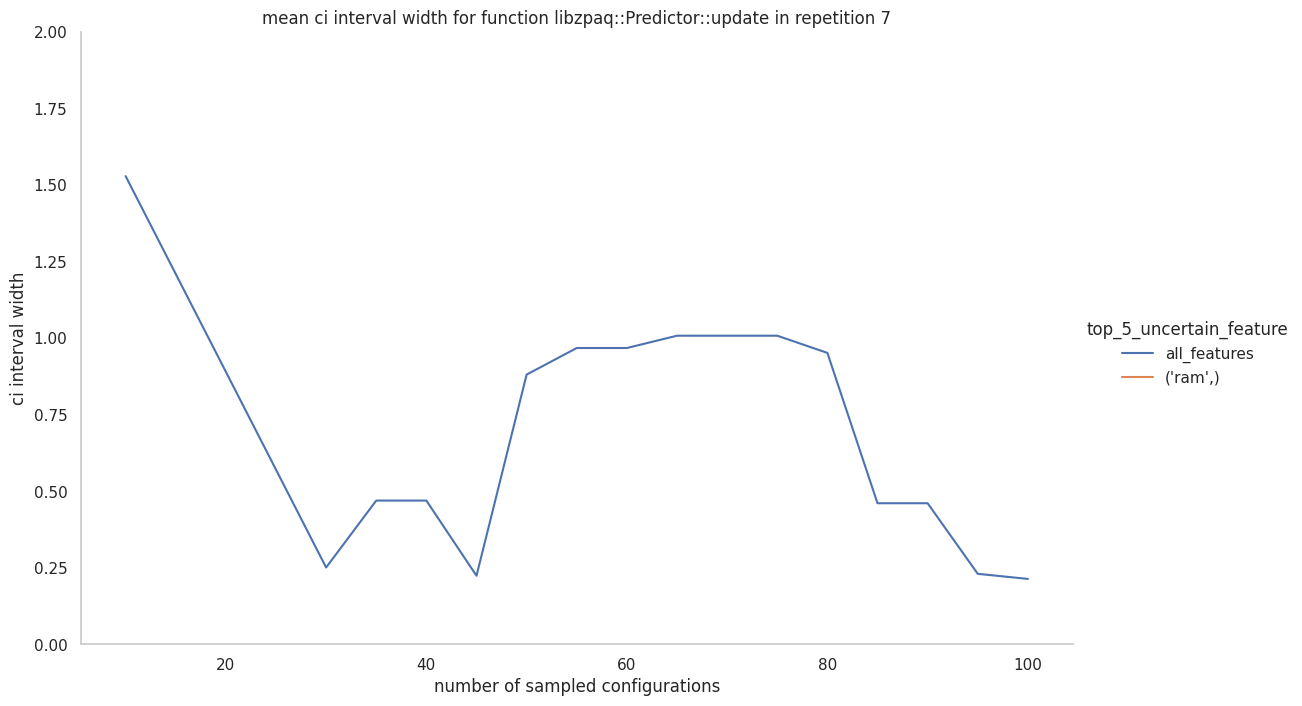 mean ci interval width for function libzpaq::Predictor::update in repetition 7
2.00
1.75
1.50
1.25
1.00
0.75
0.50
0.25
0.00
ci interval width
20
40
60
80
100
number of sampled configurations
top_5_uncertain_feature
all_features
('ram',)